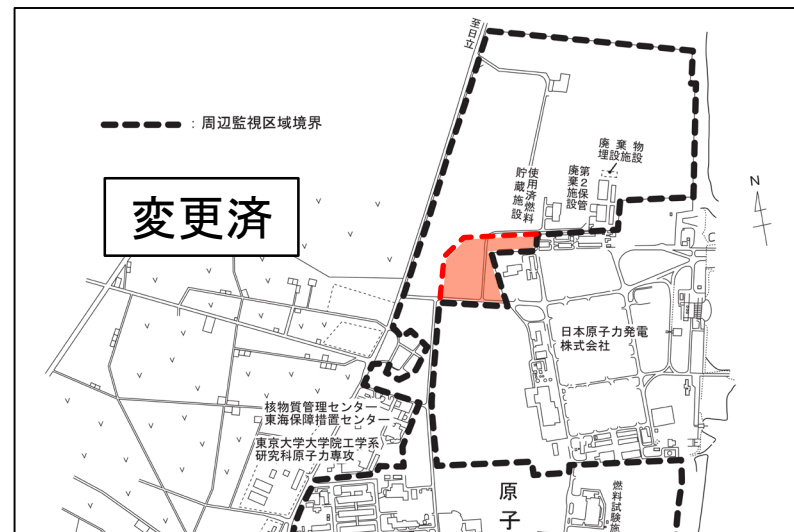 至日立
：周辺監視区域境界
変更済
廃棄物
埋設施設
第2保管
廃棄施設
使用済燃料
貯蔵施設
N
日本原子力発電
株式会社
核物質管理センター
東海保障措置センター
東京大学大学院工学系
研究科原子力専攻
原子
燃料試験施